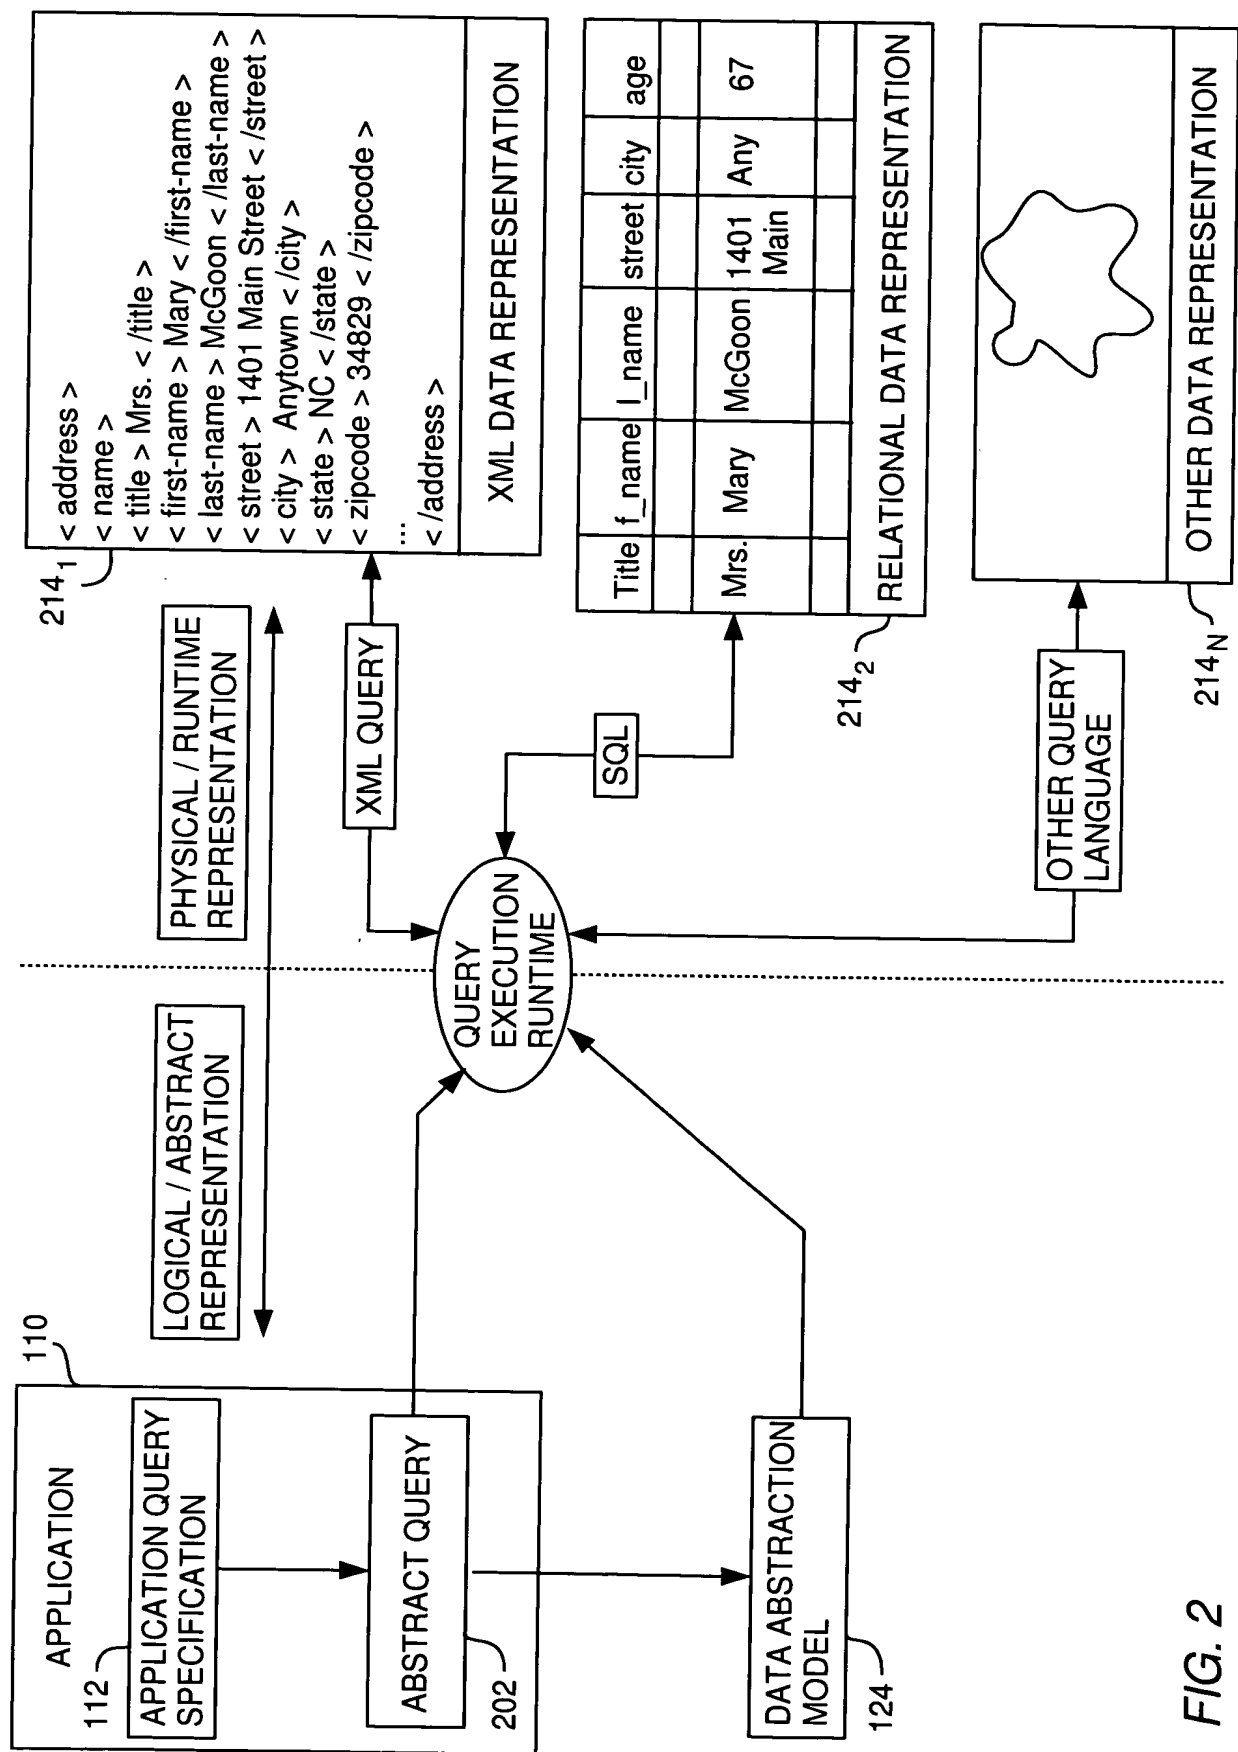 110
APPLICATION
112
APPLICATION QUERY
SPECIFICATION
ABSTRACT QUERY
202
DATA ABSTRACTION
MODEL
124
LOGICAL / ABSTRACT
REPRESENTATION
PHYSICAL / RUNTIME
REPRESENTATION
QUERY
EXECUTION
RUNTIME
XML QUERY
SQL
OTHER QUERY
LANGUAGE
214₁
< address >
< name >
< title > Mrs. < /title >
< first-name > Mary < /first-name >
< last-name > McGoon < /last-name >
< street > 1401 Main Street < /street >
< city > Anytown < /city >
< state > NC < /state >
< zipcode > 34829 < /zipcode >
...
< /address >
XML DATA REPRESENTATION
Title f_name l_name street city age
Mrs. Mary McGoon 1401 Main Any 67
RELATIONAL DATA REPRESENTATION
214₂
OTHER DATA REPRESENTATION
214N
FIG. 2